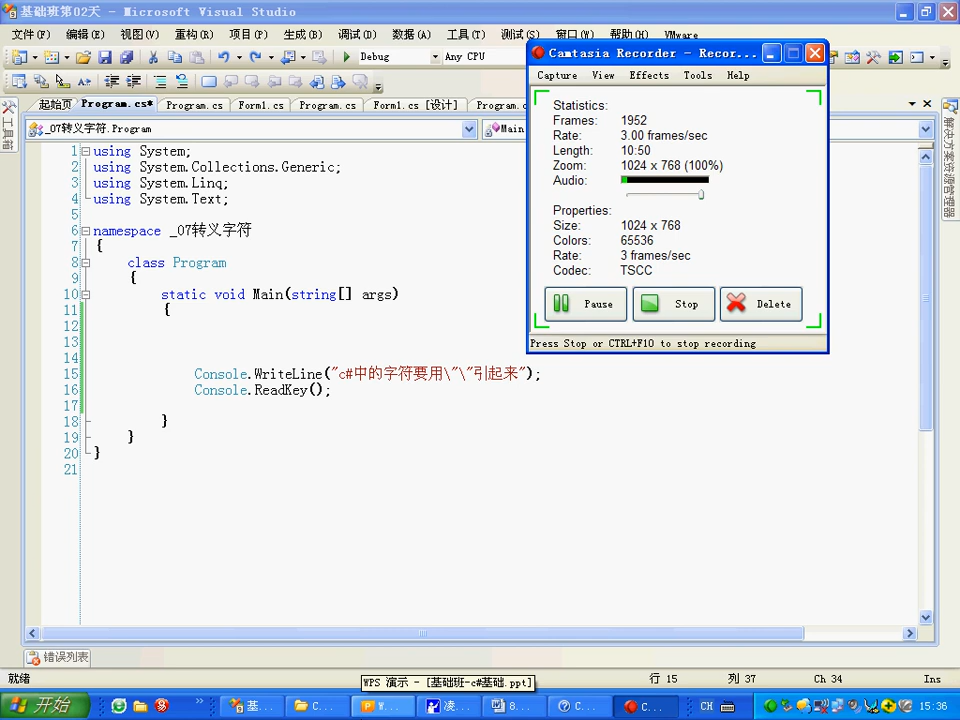 基础班第02天 - Microsoft Visual Studio
文件(F) 编辑(E) 视图(V) 重构(R) 项目(P) 生成(B) 调试(D) 数据(A) 工具(T) 测试(S) 窗口(W) 帮助(H) VMware
Debug Any CPU
起始页 Program.cs* Program.cs Form1.cs Program.cs Form1.cs [设计] Program.c
_07转义字符.Program
Main
工具箱
解决方案资源管理器
1 using System;
2 using System.Collections.Generic;
3 using System.Linq;
4 using System.Text;
5
6 namespace _07转义字符
7 {
8 class Program
9 {
10 static void Main(string[] args)
11 {
12
13
14
15 Console.WriteLine("c#中的字符要用\"\"引起来");
16 Console.ReadKey();
17
18 }
19 }
20 }
21
Camtasia Recorder - Recor...
Capture View Effects Tools Help
Statistics:
Frames: 1952
Rate: 3.00 frames/sec
Length: 10:50
Zoom: 1024 x 768 (100%)
Audio:
Properties:
Size: 1024 x 768
Colors: 65536
Rate: 3 frames/sec
Codec: TSCC
Pause Stop Delete
Press Stop or CTRL+F10 to stop recording
错误列表
就绪 行 15 列 37 Ch 34 Ins
WPS 演示 - [基础班-c#基础.ppt]
开始 基... C... W... 凌... 8... C... C... CH 15:36